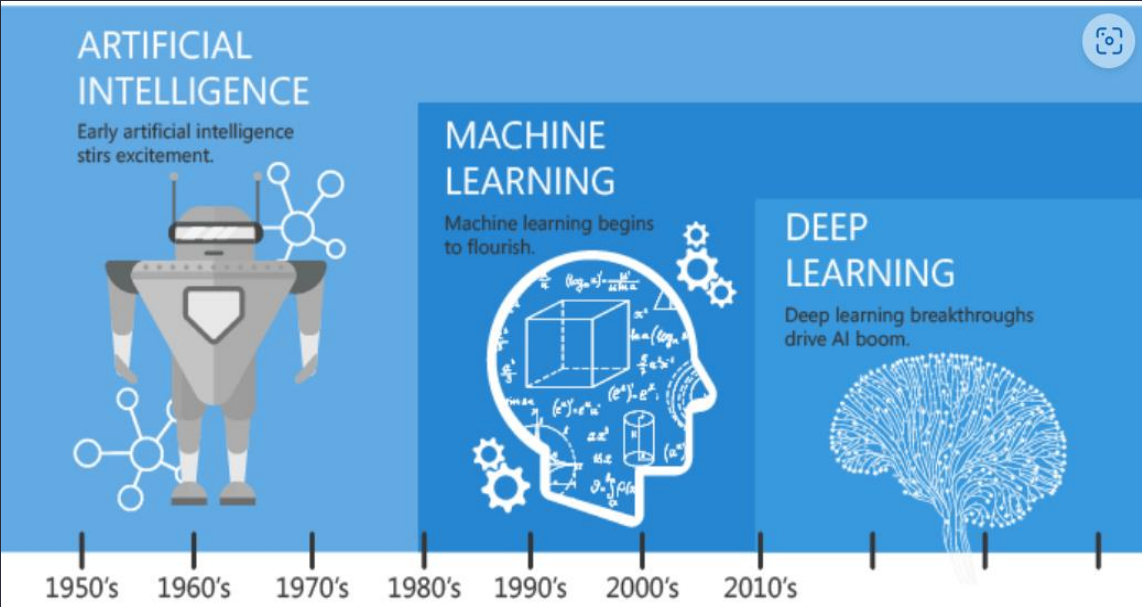 ARTIFICIAL
INTELLIGENCE
Early artificial intelligence
stirs excitement.
MACHINE
LEARNING
Machine learning begins
to flourish.
DEEP
LEARNING
Deep learning breakthroughs
drive AI boom.
1950's 1960's 1970's 1980's 1990's 2000's 2010's